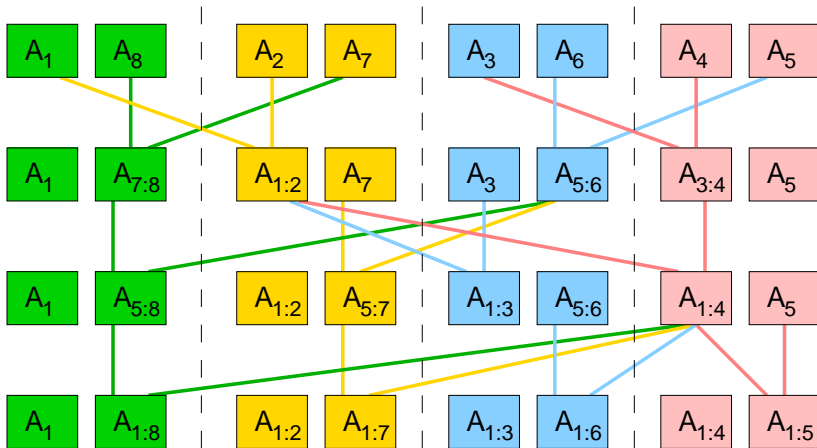 A₁ A₈ A₂ A₇ A₃ A₆ A₄ A₅
A₁ A₇:₈ A₁:₂ A₇ A₃ A₅:₆ A₃:₄ A₅
A₁ A₅:₈ A₁:₂ A₅:₇ A₁:₃ A₅:₆ A₁:₄ A₅
A₁ A₁:₈ A₁:₂ A₁:₇ A₁:₃ A₁:₆ A₁:₄ A₁:₅